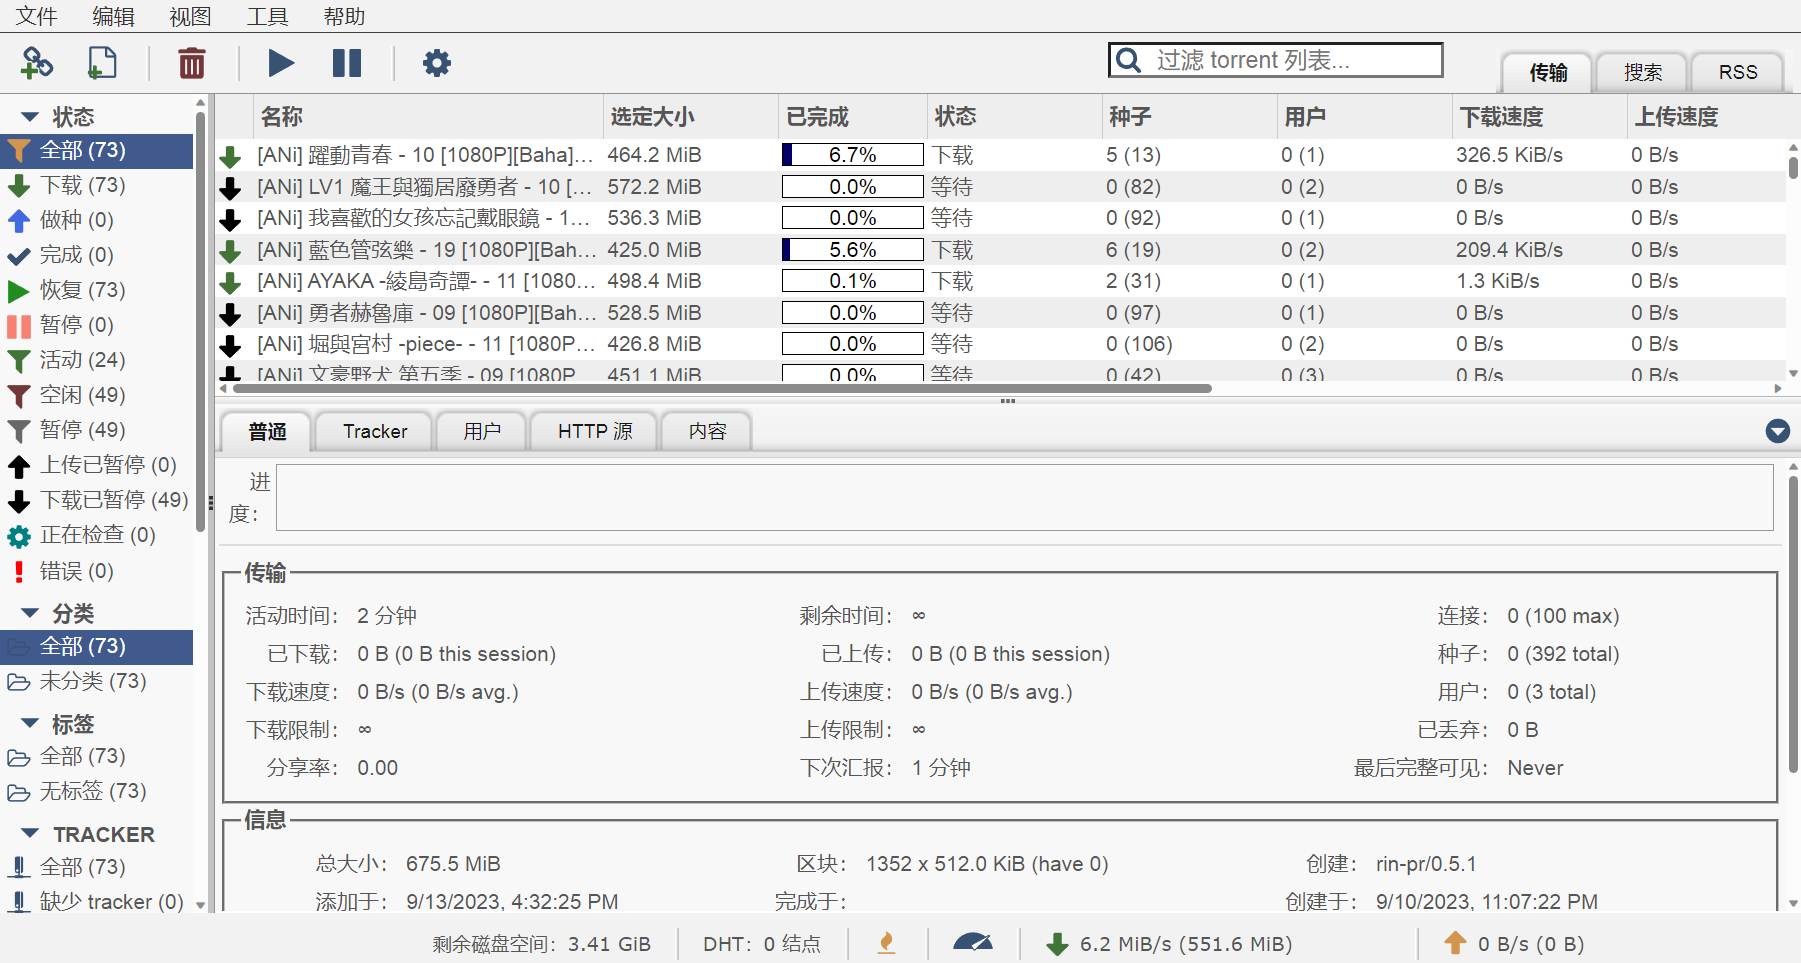 文件 编辑 视图 工具 帮助
过滤 torrent 列表...
传输 搜索 RSS
状态
全部 (73)
下载 (73)
做种 (0)
完成 (0)
恢复 (73)
暂停 (0)
活动 (24)
空闲 (49)
暂停 (49)
上传已暂停 (0)
下载已暂停 (49)
正在检查 (0)
错误 (0)
分类
全部 (73)
未分类 (73)
标签
全部 (73)
无标签 (73)
TRACKER
全部 (73)
缺少 tracker (0)
名称 选定大小 已完成 状态 种子 用户 下载速度 上传速度
[ANi] 躍動青春 - 10 [1080P][Baha]... 464.2 MiB 6.7% 下载 5 (13) 0 (1) 326.5 KiB/s 0 B/s
[ANi] LV1 魔王與獨居廢勇者 - 10 [... 572.2 MiB 0.0% 等待 0 (82) 0 (2) 0 B/s 0 B/s
[ANi] 我喜歡的女孩忘記戴眼鏡 - 1... 536.3 MiB 0.0% 等待 0 (92) 0 (1) 0 B/s 0 B/s
[ANi] 藍色管弦樂 - 19 [1080P][Bah... 425.0 MiB 5.6% 下载 6 (19) 0 (2) 209.4 KiB/s 0 B/s
[ANi] AYAKA -綾島奇譚- - 11 [1080... 498.4 MiB 0.1% 下载 2 (31) 0 (1) 1.3 KiB/s 0 B/s
[ANi] 勇者赫魯庫 - 09 [1080P][Bah... 528.5 MiB 0.0% 等待 0 (97) 0 (1) 0 B/s 0 B/s
[ANi] 堀與宮村 -piece- - 11 [1080P... 426.8 MiB 0.0% 等待 0 (106) 0 (2) 0 B/s 0 B/s
[ANi] 文豪野犬 第五季 - 09 [1080P 451.1 MiB 0.0% 等待 0 (42) 0 (3) 0 B/s 0 B/s
普通 Tracker 用户 HTTP 源 内容
进
度：
传输
活动时间： 2 分钟 剩余时间： ∞ 连接： 0 (100 max)
已下载： 0 B (0 B this session) 已上传： 0 B (0 B this session) 种子： 0 (392 total)
下载速度： 0 B/s (0 B/s avg.) 上传速度： 0 B/s (0 B/s avg.) 用户： 0 (3 total)
下载限制： ∞ 上传限制： ∞ 已丢弃： 0 B
分享率： 0.00 下次汇报： 1 分钟 最后完整可见： Never
信息
总大小： 675.5 MiB 区块： 1352 x 512.0 KiB (have 0) 创建： rin-pr/0.5.1
添加于： 9/13/2023, 4:32:25 PM 完成于： 创建于： 9/10/2023, 11:07:22 PM
剩余磁盘空间：3.41 GiB DHT：0 结点 6.2 MiB/s (551.6 MiB) 0 B/s (0 B)